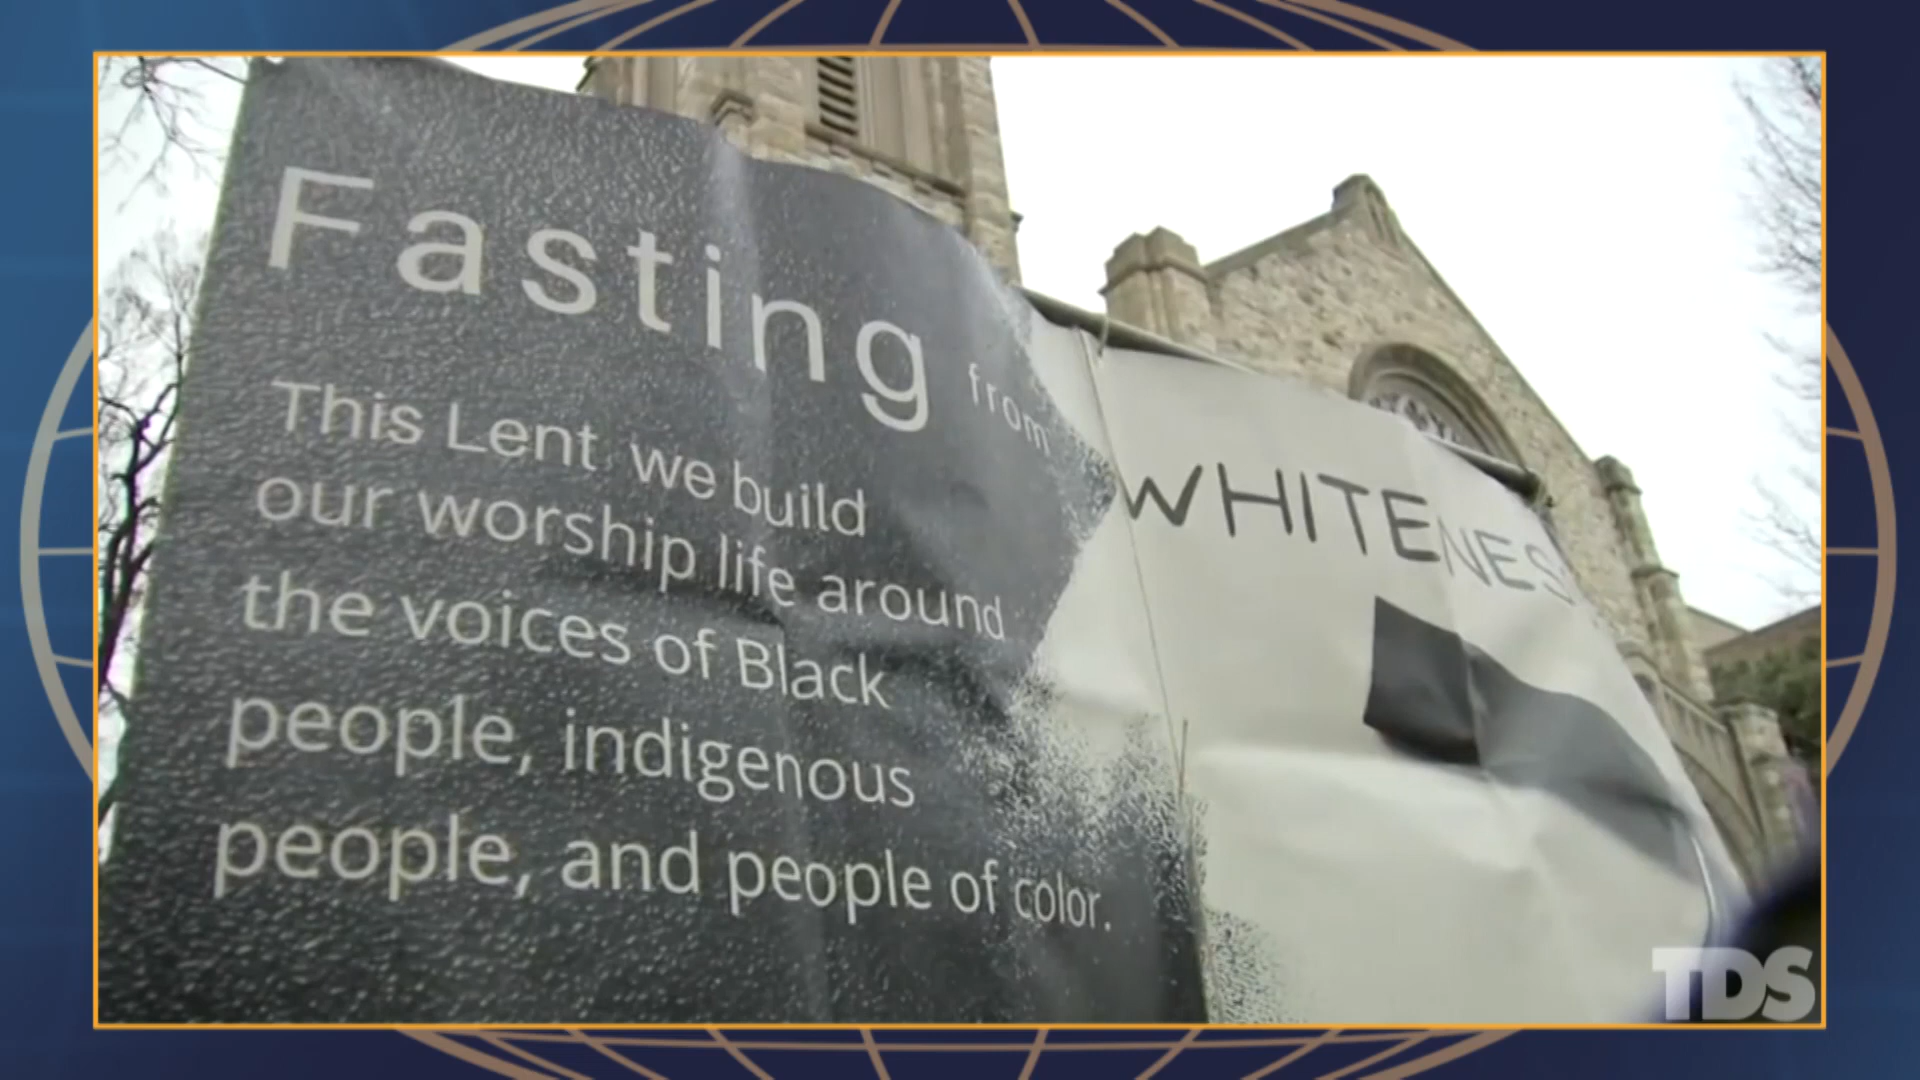 Fasting from
WHITENES
This Lent we build
our worship life around
the voices of Black
people, indigenous
people, and people of color.
TDS